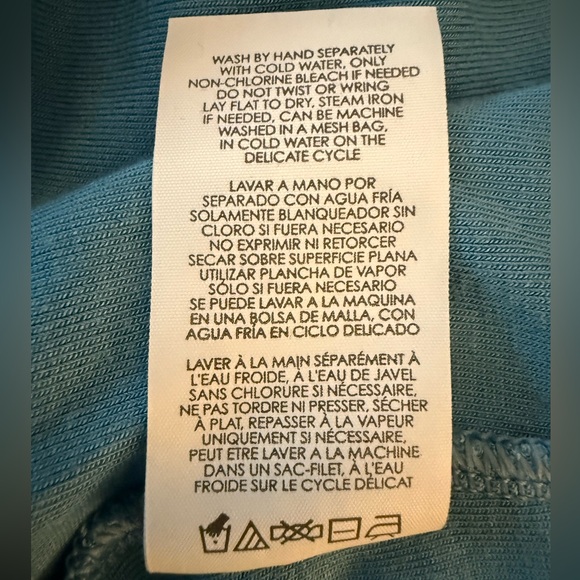 WASH BY HAND SEPARATELY
WITH COLD WATER, ONLY
NON-CHLORINE BLEACH IF NEEDED
DO NOT TWIST OR WRING
LAY FLAT TO DRY, STEAM IRON
IF NEEDED, CAN BE MACHINE
WASHED IN A MESH BAG,
IN COLD WATER ON THE
DELICATE CYCLE
LAVAR A MANO POR
SEPARADO CON AGUA FRÍA
SOLAMENTE BLANQUEADOR SIN
CLORO SI FUERA NECESARIO
NO EXPRIMIR NI RETORCER
SECAR SOBRE SUPERFICIE PLANA
UTILIZAR PLANCHA DE VAPOR
SÓLO SI FUERA NECESARIO
SE PUEDE LAVAR A LA MAQUINA
EN UNA BOLSA DE MALLA, CON
AGUA FRÍA EN CICLO DELICADO
LAVER À LA MAIN SÉPARÉMENT À
L'EAU FROIDE, À L'EAU DE JAVEL
SANS CHLORURE SI NÉCESSAIRE,
NE PAS TORDRE NI PRESSER, SÉCHER
À PLAT, REPASSER À LA VAPEUR
UNIQUEMENT SI NÉCESSAIRE,
PEUT ETRE LAVER A LA MACHINE
DANS UN SAC-FILET, À L'EAU
FROIDE SUR LE CYCLE DÉLICAT